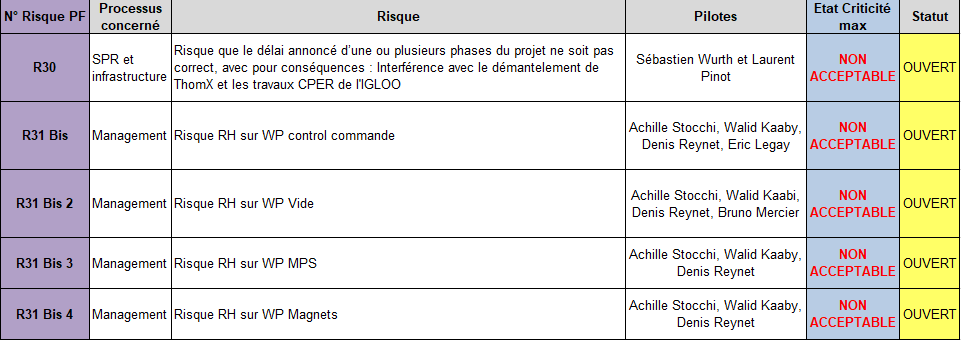 N° Risque PF
Processus
concerné
Risque
Pilotes
Etat Criticité
max
Statut
R30
SPR et
infrastructure
Risque que le délai annoncé d'une ou plusieurs phases du projet ne soit pas
correct, avec pour conséquences : Interférence avec le démantelement de
ThomX et les travaux CPER de l'IGLOO
Sébastien Wurth et Laurent
Pinot
NON
ACCEPTABLE
OUVERT
R31 Bis
Management
Risque RH sur WP control commande
Achille Stocchi, Walid Kaaby,
Denis Reynet, Eric Legay
NON
ACCEPTABLE
OUVERT
R31 Bis 2
Management
Risque RH sur WP Vide
Achille Stocchi, Walid Kaabi,
Denis Reynet, Bruno Mercier
NON
ACCEPTABLE
OUVERT
R31 Bis 3
Management
Risque RH sur WP MPS
Achille Stocchi, Walid Kaaby,
Denis Reynet
NON
ACCEPTABLE
OUVERT
R31 Bis 4
Management
Risque RH sur WP Magnets
Achille Stocchi, Walid Kaaby,
Denis Reynet
NON
ACCEPTABLE
OUVERT